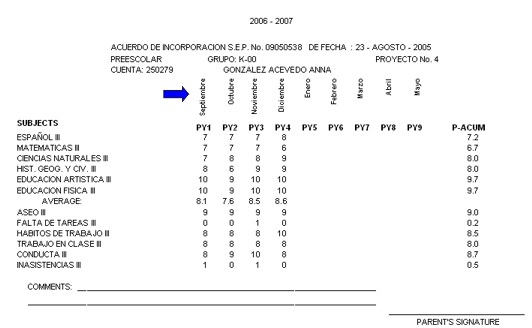 2006 - 2007
ACUERDO DE INCORPORACION S.E.P. No. 09050538 DE FECHA : 23 - AGOSTO - 2005
PREESCOLAR GRUPO: K-00 PROYECTO No. 4
CUENTA: 250279 GONZALEZ ACEVEDO ANNA
Septiembre Octubre Noviembre Diciembre Enero Febrero Marzo Abril Mayo
SUBJECTS PY1 PY2 PY3 PY4 PY5 PY6 PY7 PY8 PY9 P-ACUM
ESPAÑOL III 7 7 7 8 7.2
MATEMATICAS III 7 7 7 6 6.7
CIENCIAS NATURALES III 7 8 8 9 8.0
HIST. GEOG. Y CIV. III 8 6 9 9 8.0
EDUCACION ARTISTICA III 10 9 10 10 9.7
EDUCACION FISICA III 10 9 10 10 9.7
AVERAGE: 8.1 7.6 8.5 8.6
ASEO III 9 9 9 9 9.0
FALTA DE TAREAS III 0 0 1 0 0.2
HABITOS DE TRABAJO III 8 8 8 10 8.5
TRABAJO EN CLASE III 8 8 8 8 8.0
CONDUCTA III 8 9 10 8 8.7
INASISTENCIAS III 1 0 1 0 0.5
COMMENTS:
PARENT'S SIGNATURE